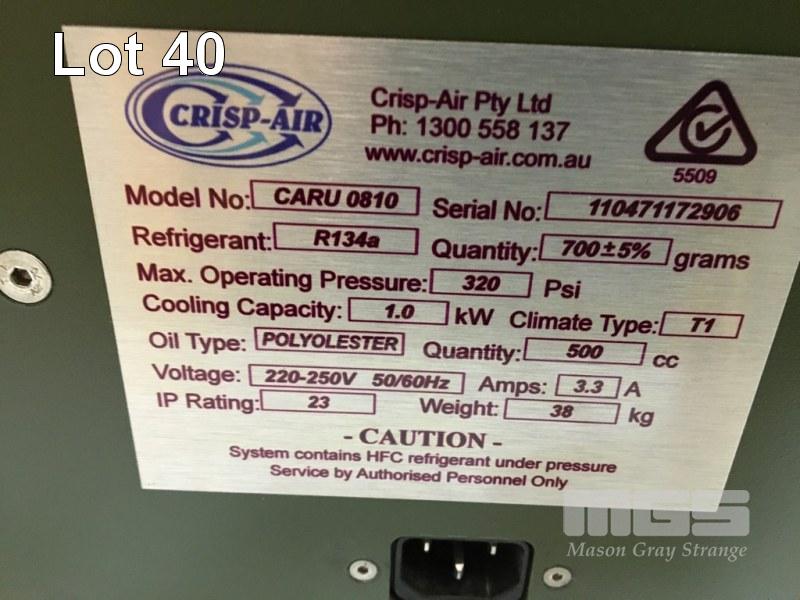 Lot 40
CRISP-AIR
Crisp-Air Pty Ltd
Ph: 1300 558 137
www.crisp-air.com.au
5509
Model No: CARU 0810 Serial No: 110471172906
Refrigerant: R134a Quantity: 700±5% grams
Max. Operating Pressure: 320 Psi
Cooling Capacity: 1.0 kW Climate Type: T1
Oil Type: POLYOLESTER Quantity: 500 cc
Voltage: 220-250V 50/60Hz Amps: 3.3 A
IP Rating: 23 Weight: 38 kg
- CAUTION -
System contains HFC refrigerant under pressure
Service by Authorised Personnel Only
MGS
Mason Gray Strange